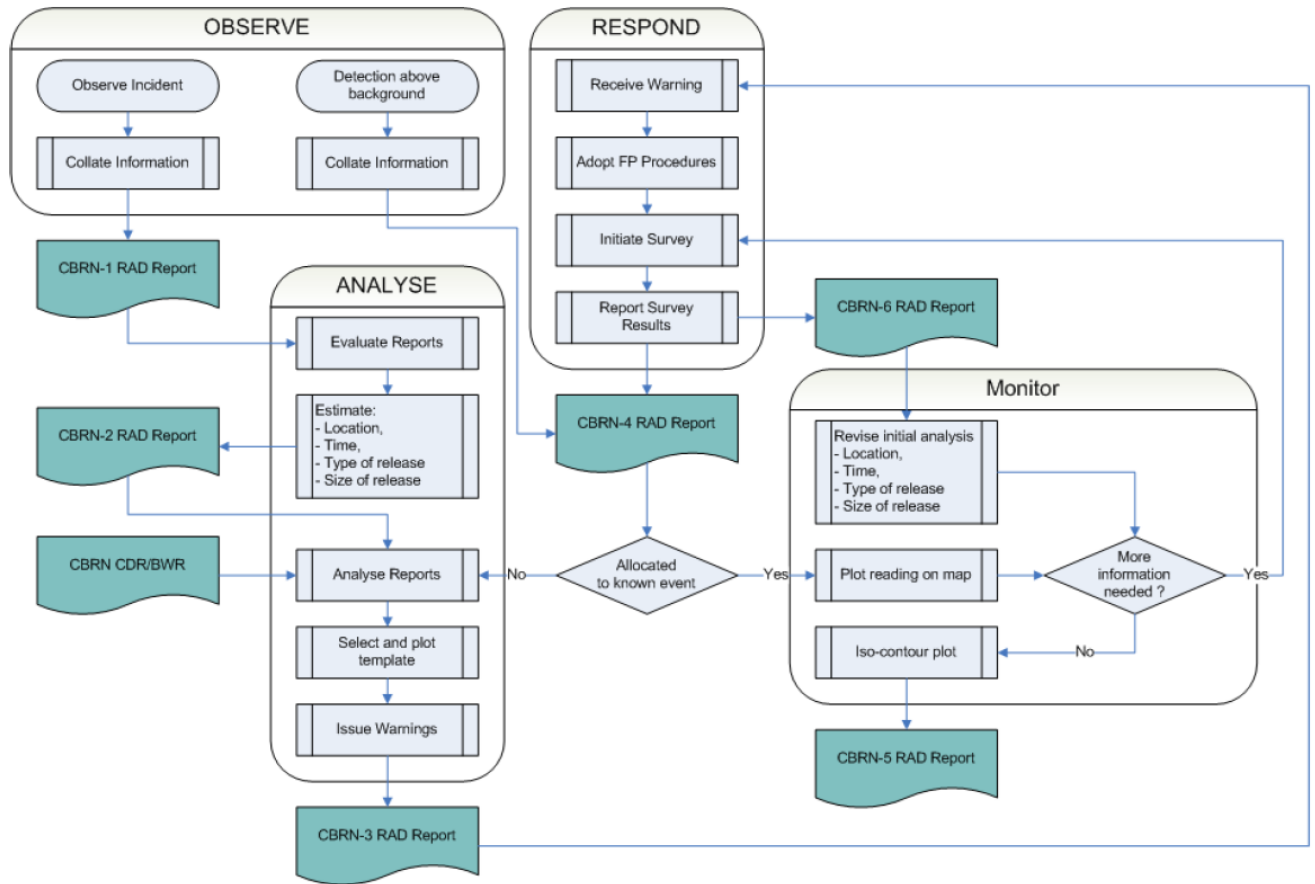 OBSERVE
Observe Incident
Detection above
background
Collate Information
Collate Information
CBRN-1 RAD Report
ANALYSE
Evaluate Reports
Estimate:
- Location,
- Time,
- Type of release
- Size of release
CBRN-2 RAD Report
CBRN CDR/BWR
Analyse Reports
Select and plot
template
Issue Warnings
CBRN-3 RAD Report
RESPOND
Receive Warning
Adopt FP Procedures
Initiate Survey
Report Survey
Results
CBRN-4 RAD Report
Allocated
to known event
No
Yes
CBRN-6 RAD Report
Monitor
Revise initial analysis
- Location,
- Time,
- Type of release
- Size of release
Plot reading on map
More
information
needed ?
Yes
No
Iso-contour plot
CBRN-5 RAD Report